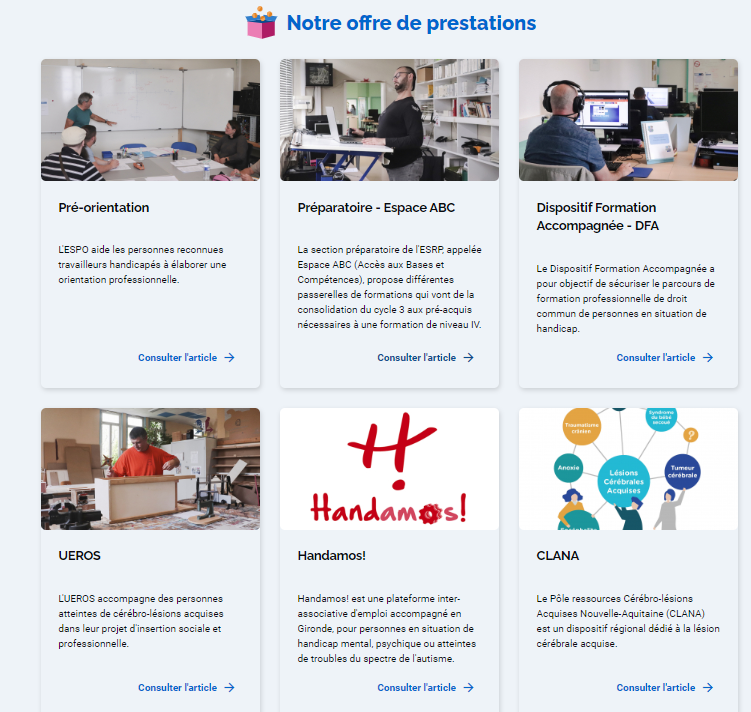 Notre offre de prestations
Pré-orientation
L'ESPO aide les personnes reconnues
travailleurs handicapés à élaborer une
orientation professionnelle.
Consulter l'article
Préparatoire - Espace ABC
La section préparatoire de l'ESRP, appelée
Espace ABC (Accès aux Bases et
Compétences), propose différentes
passerelles de formations qui vont de la
consolidation du cycle 3 aux pré-acquis
nécessaires à une formation de niveau IV.
Consulter l'article
Dispositif Formation
Accompagnée - DFA
Le Dispositif Formation Accompagnée a
pour objectif de sécuriser le parcours de
formation professionnelle de droit
commun de personnes en situation de
handicap.
Consulter l'article
UEROS
L'UEROS accompagne des personnes
atteintes de cérébro-lésions acquises
dans leur projet d'insertion sociale et
professionnelle.
Consulter l'article
H!
Handamos!
Handamos!
Handamos! est une plateforme inter-
associative d'emploi accompagné en
Gironde, pour personnes en situation de
handicap mental, psychique ou atteintes
de troubles du spectre de l'autisme.
Consulter l'article
Syndrome
du bébé
secoué
Traumatisme
crânien
?
Anoxie
Lésions
Cérébrales
Acquises
Tumeur
cérébrale
CLANA
Le Pôle ressources Cérébro-lésions
Acquises Nouvelle-Aquitaine (CLANA)
est un dispositif régional dédié à la lésion
cérébrale acquise.
Consulter l'article